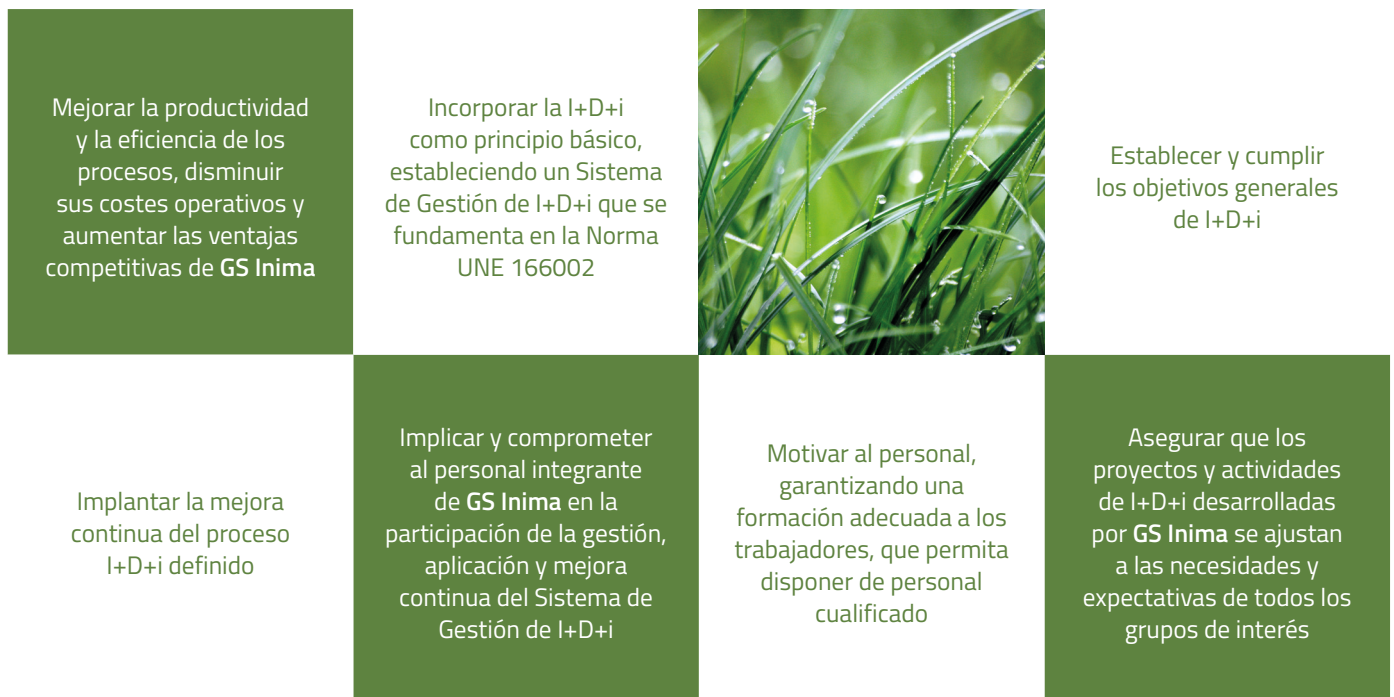 Mejorar la productividad
y la eficiencia de los
procesos, disminuir
sus costes operativos y
aumentar las ventajas
competitivas de GS Inima
Incorporar la I+D+i
como principio básico,
estableciendo un Sistema
de Gestión de I+D+i que se
fundamenta en la Norma
UNE 166002
Establecer y cumplir
los objetivos generales
de I+D+i
Implantar la mejora
continua del proceso
I+D+i definido
Implicar y comprometer
al personal integrante
de GS Inima en la
participación de la gestión,
aplicación y mejora
continua del Sistema de
Gestión de I+D+i
Motivar al personal,
garantizando una
formación adecuada a los
trabajadores, que permita
disponer de personal
cualificado
Asegurar que los
proyectos y actividades
de I+D+i desarrolladas
por GS Inima se ajustan
a las necesidades y
expectativas de todos los
grupos de interés